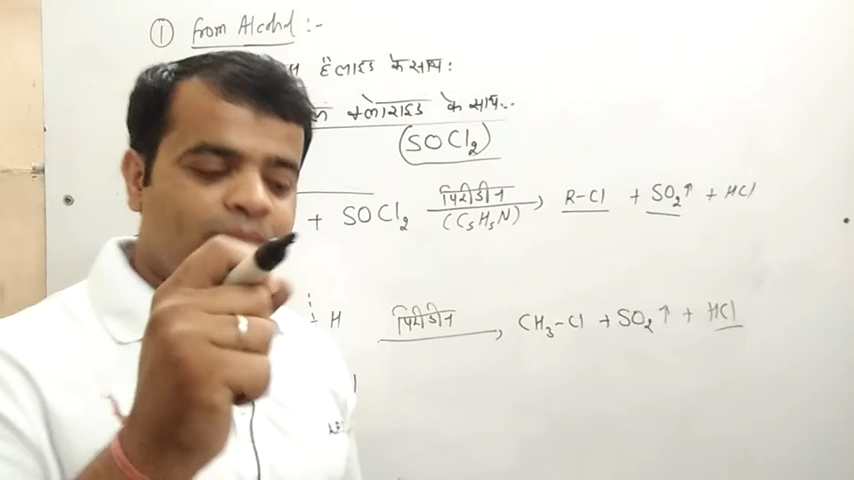 ① from Alcohol :-
हैलाइड के साथ :
क्लोराइड के साथ..
(SOCl₂)
+ SOCl₂ पिरीडीन (C₅H₅N) → R-Cl + SO₂↑ + HCl
H पिरीडीन → CH₃-Cl + SO₂↑ + HCl